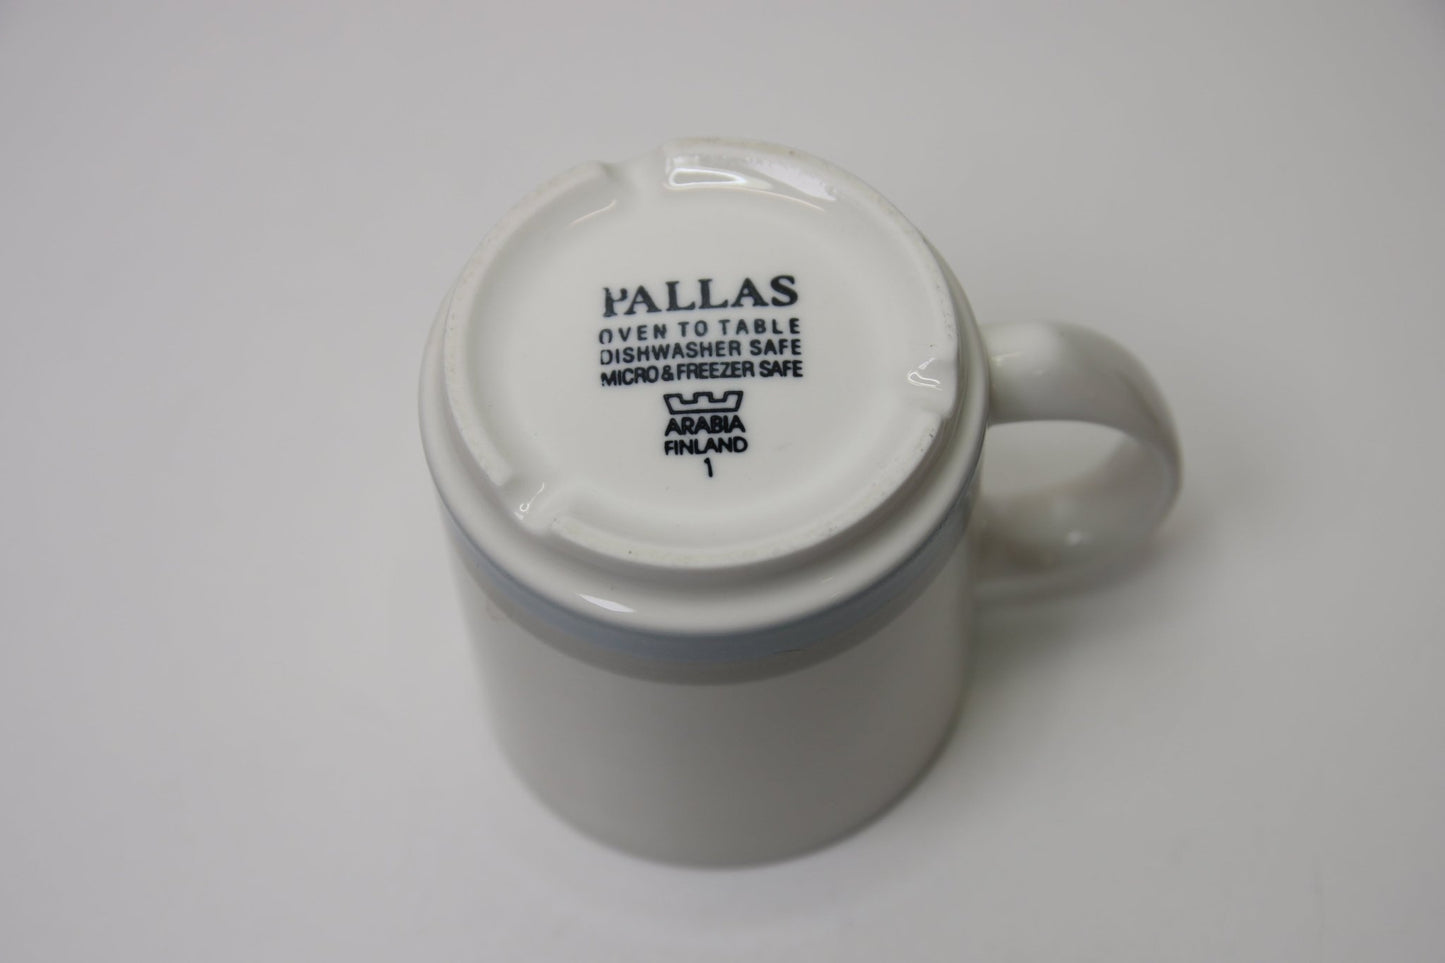 PALLAS
OVEN TO TABLE
DISHWASHER SAFE
MICRO & FREEZER SAFE
ARABIA
FINLAND
1